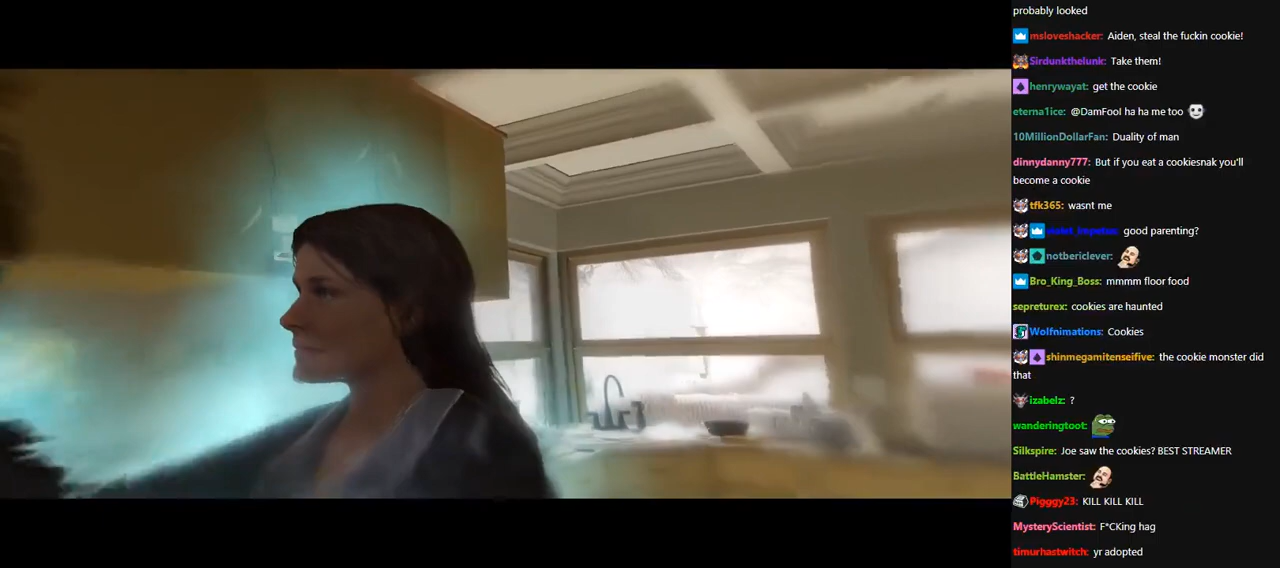 probably looked
msloveshacker: Aiden, steal the fuckin cookie!
Sirdunkthelunk: Take them!
henrywayat: get the cookie
eterna1ice: @DamFool ha ha me too
10MillionDollarFan: Duality of man
dinnydanny777: But if you eat a cookiesnak you'll
become a cookie
tfk365: wasnt me
good parenting?
notbericlever:
Bro_King_Boss: mmmm floor food
sepreturex: cookies are haunted
Wolfnimations: Cookies
shinmegamitenseifive: the cookie monster did
that
izabelz: ?
wanderingtoot:
Silkspire: Joe saw the cookies? BEST STREAMER
BattleHamster:
Pigggy23: KILL KILL KILL
MysteryScientist: F*CKing hag
timurhastwitch: yr adopted